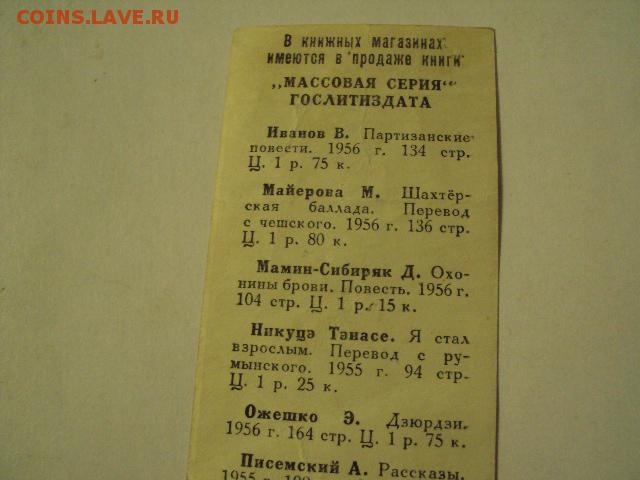 COINS.LAVE.RU
В книжных магазинах
имеются в продаже книги
„МАССОВАЯ СЕРИЯ“
ГОСЛИТИЗДАТА
Иванов В. Партизанские
повести. 1956 г. 134 стр.
Ц. 1 р. 75 к.
Майерова М. Шахтёр-
ская баллада. Перевод
с чешского. 1956 г. 136 стр.
Ц. 1 р. 80 к.
Мамин-Сибиряк Д. Охо-
нины брови. Повесть. 1956 г.
104 стр. Ц. 1 р. 15 к.
Никуцэ Тэнасе. Я стал
взрослым. Перевод с ру-
мынского. 1955 г. 94 стр.
Ц. 1 р. 25 к.
Ожешко Э. Дзюрдзи.
1956 г. 164 стр. Ц. 1 р. 75 к.
Писемский А. Рассказы.
1955